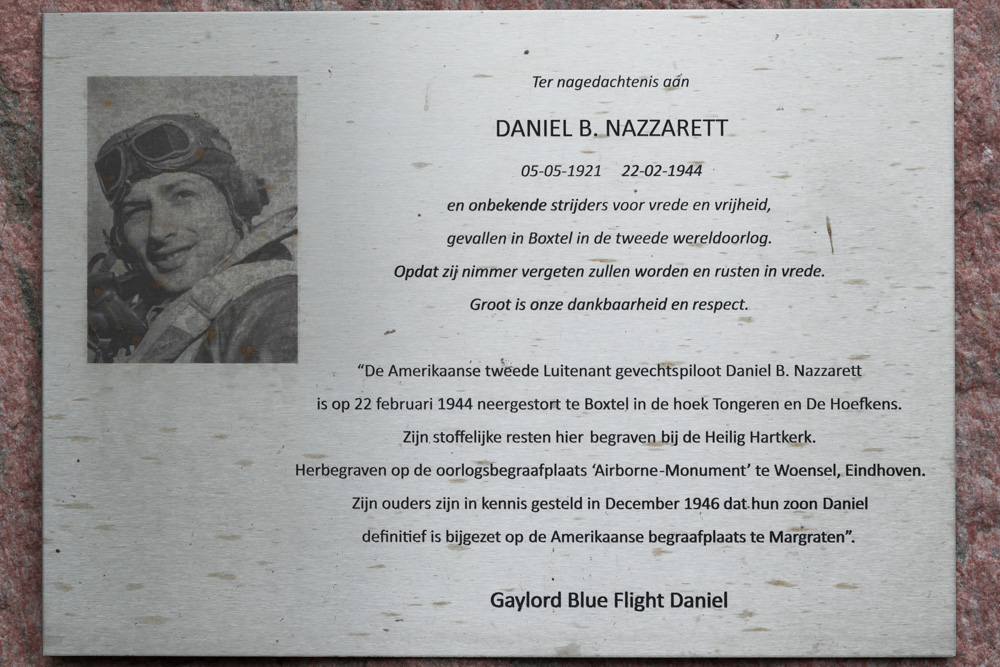 Ter nagedachtenis aan
DANIEL B. NAZZARETT
05-05-1921 22-02-1944
en onbekende strijders voor vrede en vrijheid,
gevallen in Boxtel in de tweede wereldoorlog.
Opdat zij nimmer vergeten zullen worden en rusten in vrede.
Groot is onze dankbaarheid en respect.
“De Amerikaanse tweede Luitenant gevechtspiloot Daniel B. Nazzarett
is op 22 februari 1944 neergestort te Boxtel in de hoek Tongeren en De Hoefkens.
Zijn stoffelijke resten hier begraven bij de Heilig Hartkerk.
Herbegraven op de oorlogsbegraafplaats ‘Airborne-Monument’ te Woensel, Eindhoven.
Zijn ouders zijn in kennis gesteld in December 1946 dat hun zoon Daniel
definitief is bijgezet op de Amerikaanse begraafplaats te Margraten”.
Gaylord Blue Flight Daniel